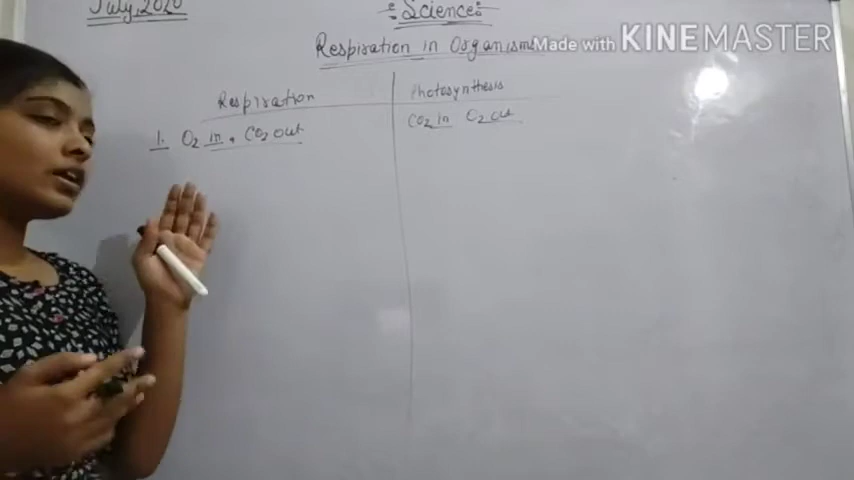 July, 2020
:Science:
Respiration in Organism
Made with KINEMASTER
Respiration
Photosynthesis
1. O2 in, CO2 out
CO2 in O2 out